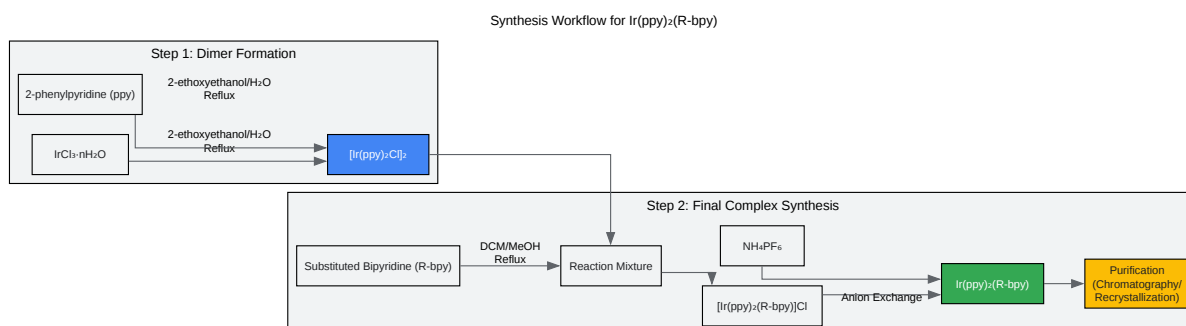 Synthesis Workflow for Ir(ppy)₂(R-bpy)
Step 1: Dimer Formation
2-phenylpyridine (ppy)
2-ethoxyethanol/H₂O
Reflux
IrCl₃·nH₂O
2-ethoxyethanol/H₂O
Reflux
[Ir(ppy)₂Cl]₂
Step 2: Final Complex Synthesis
Substituted Bipyridine (R-bpy)
DCM/MeOH
Reflux
Reaction Mixture
NH₄PF₆
[Ir(ppy)₂(R-bpy)]Cl
Anion Exchange
Ir(ppy)₂(R-bpy)
Purification
(Chromatography/
Recrystallization)